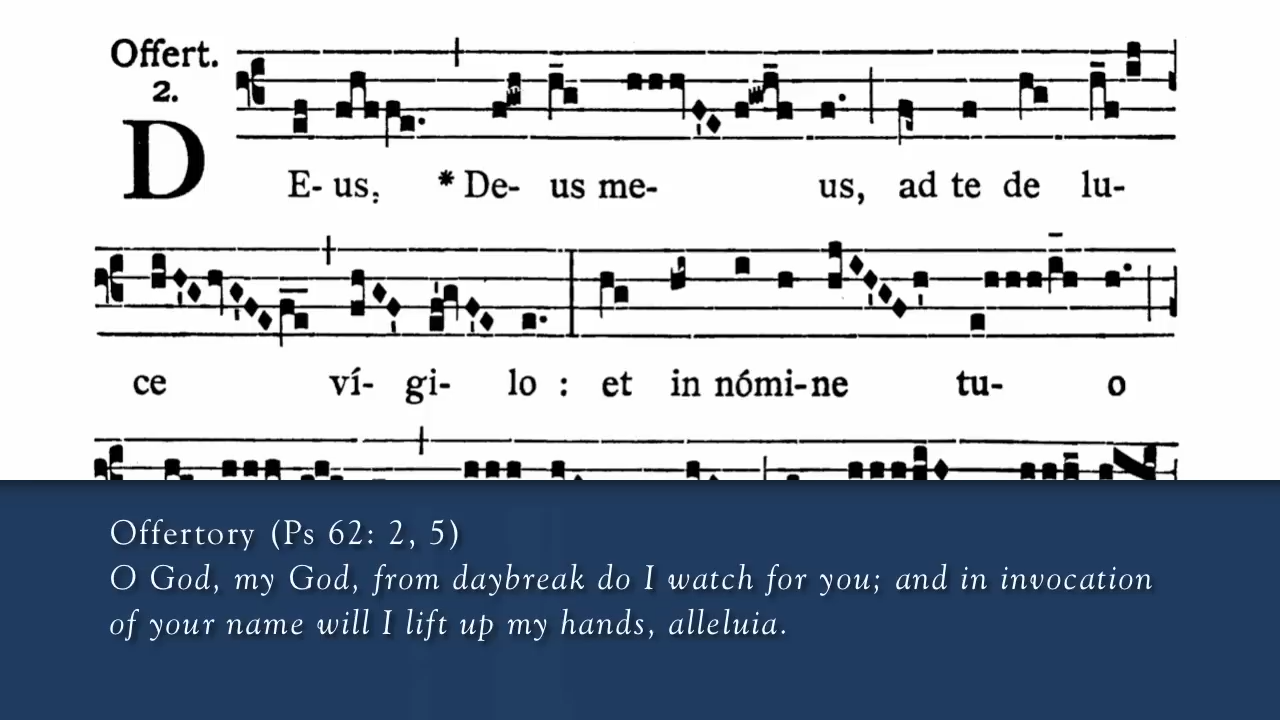 Offert.
2.
DE- us, * De- us me- us, ad te de lu-
ce ví- gi- lo : et in nómi-ne tu- o
Offertory (Ps 62: 2, 5)
O God, my God, from daybreak do I watch for you; and in invocation
of your name will I lift up my hands, alleluia.